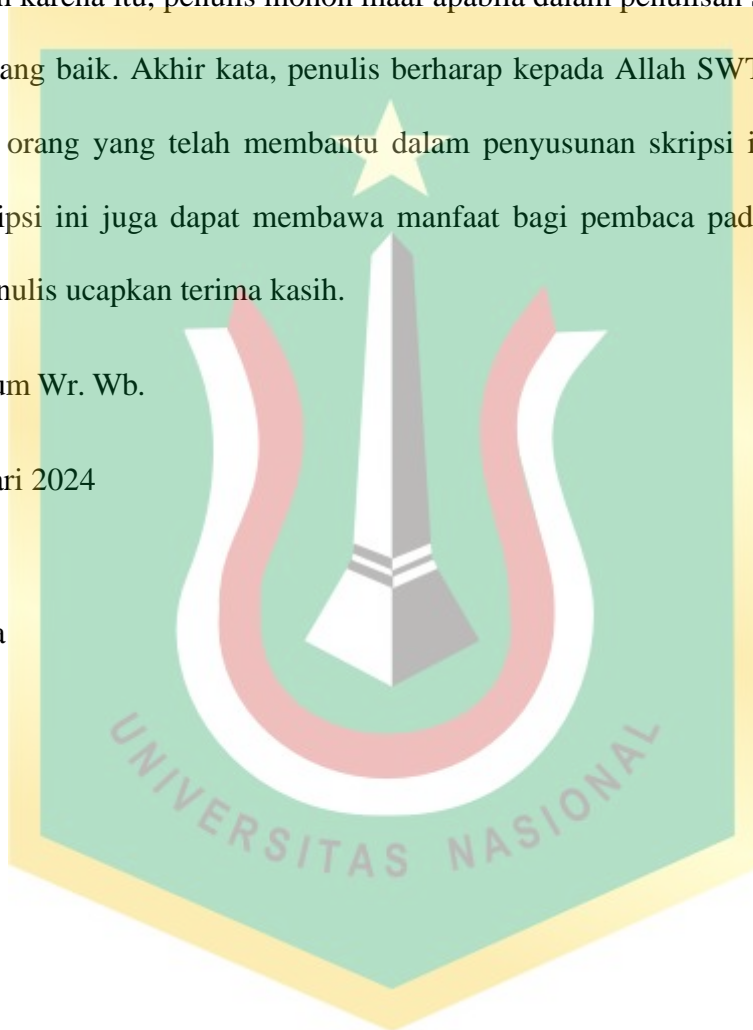 karena itu, penulis mohon maaf apabila dalam penulisan
ang baik. Akhir kata, penulis berharap kepada Allah SWT
orang yang telah membantu dalam penyusunan skripsi i
ipsi ini juga dapat membawa manfaat bagi pembaca pad
nulis ucapkan terima kasih.
um Wr. Wb.
ari 2024
a
UNIVERSITAS NASIONAL